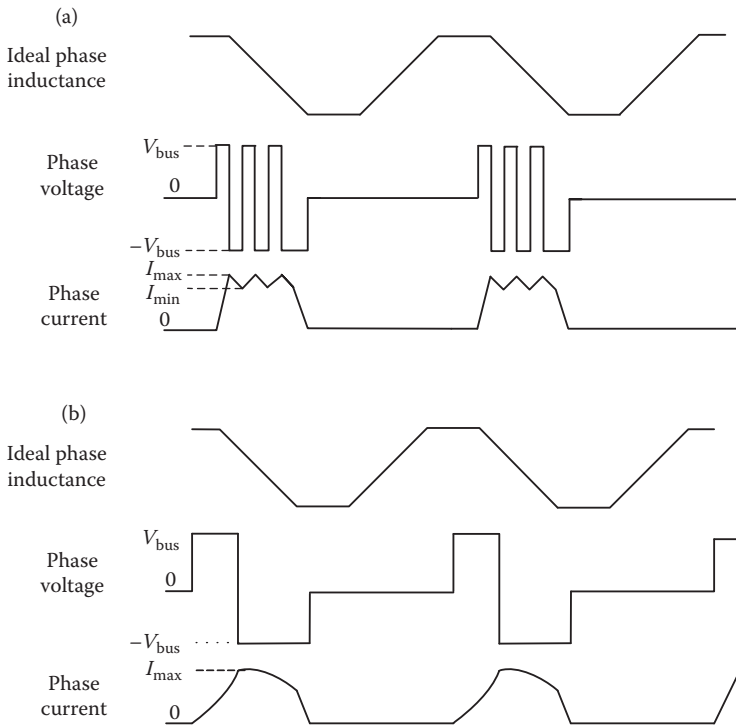 (a)
Ideal phase
inductance
V_bus
Phase
voltage
0
−V_bus
I_max
I_min
Phase
current
0
(b)
Ideal phase
inductance
V_bus
Phase
voltage
0
−V_bus
I_max
Phase
current
0